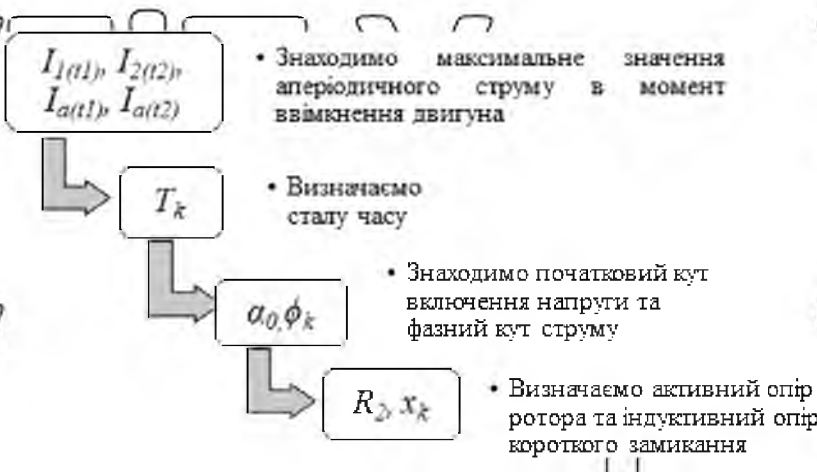 I1(t1), I2(t2),
Ia(t1), Ia(t2)
• Знаходимо максимальне значення
аперіодичного струму в момент
ввімкнення двигуна
Tk
• Визначаємо
сталу часу
α0, ϕk
• Знаходимо початковий кут
включення напруги та
фазний кут струму
R2, xk
• Визначаємо активний опір
ротора та індуктивний опір
короткого замикання